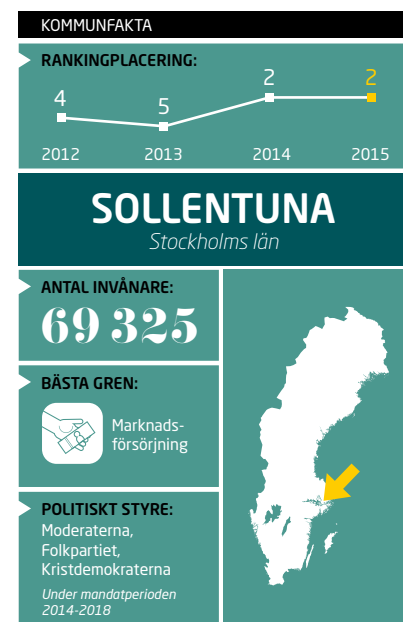 KOMMUNFAKTA
RANKINGPLACERING:
4
5
2
2
2012
2013
2014
2015
SOLLENTUNA
Stockholms län
ANTAL INVÅNARE:
69 325
BÄSTA GREN:
Marknads-
försörjning
POLITISKT STYRE:
Moderaterna,
Folkpartiet,
Kristdemokraterna
Under mandatperioden
2014-2018